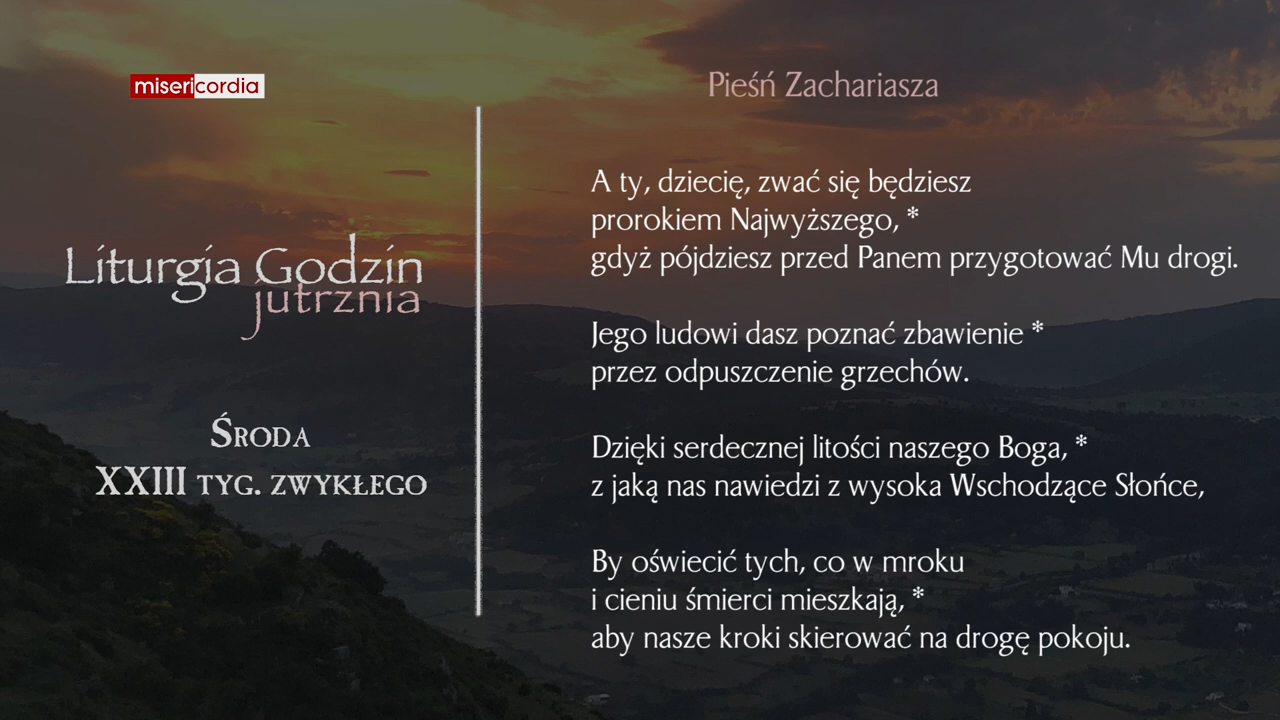 misericordia
Liturgia Godzin
jutrznia
Środa
XXIII tyg. zwykłego
Pieśń Zachariasza
A ty, dziecię, zwać się będziesz
prorokiem Najwyższego, *
gdyż pójdziesz przed Panem przygotować Mu drogi.
Jego ludowi dasz poznać zbawienie *
przez odpuszczenie grzechów.
Dzięki serdecznej litości naszego Boga, *
z jaką nas nawiedzi z wysoka Wschodzące Słońce,
By oświecić tych, co w mroku
i cieniu śmierci mieszkają, *
aby nasze kroki skierować na drogę pokoju.